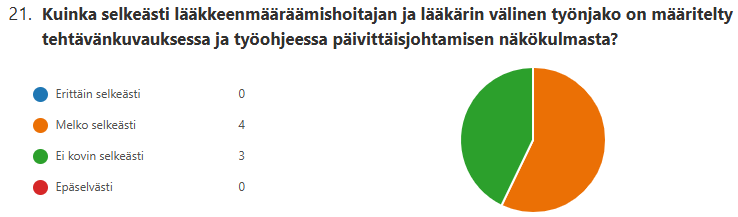 21. Kuinka selkeästi lääkkeenmääräämishoitajan ja lääkärin välinen työnjako on määritelty
tehtävänkuvauksessa ja työohjeessa päivittäisjohtamisen näkökulmasta?
Erittäin selkeästi 0
Melko selkeästi 4
Ei kovin selkeästi 3
Epäselvästi 0